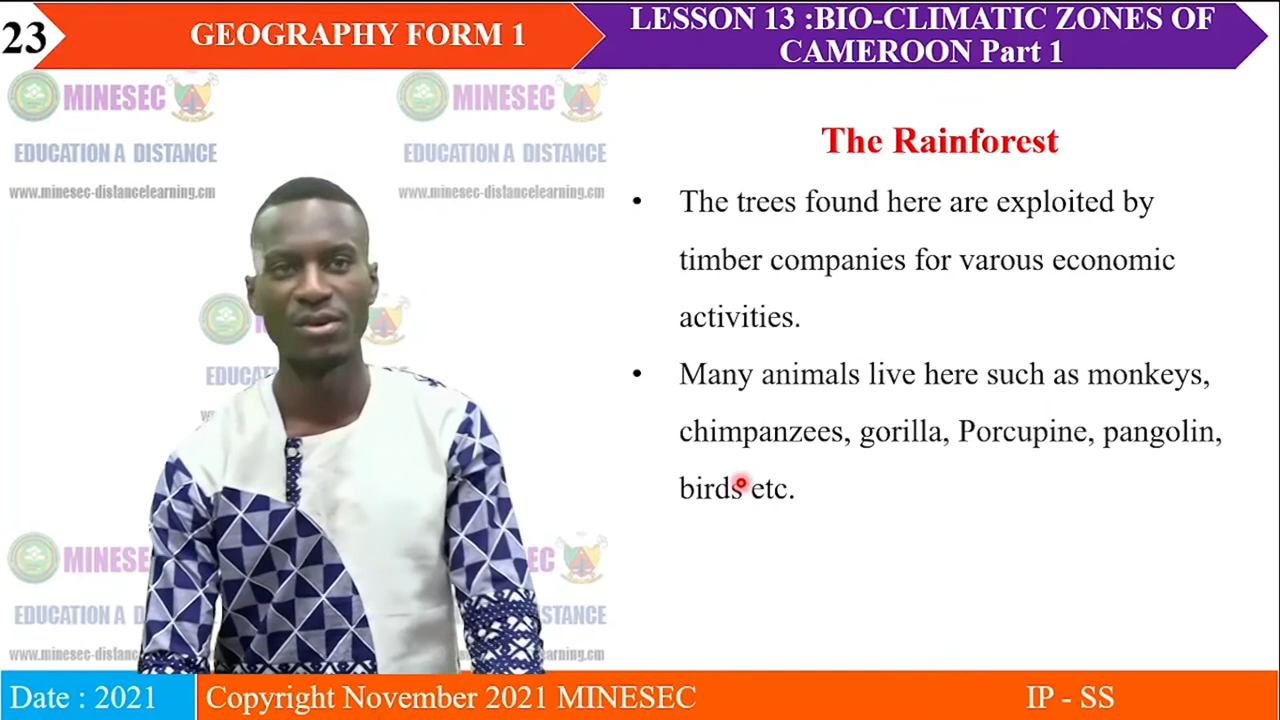 23
GEOGRAPHY FORM 1
LESSON 13 :BIO-CLIMATIC ZONES OF
CAMEROON Part 1
MINESEC
EDUCATION A DISTANCE
www.minesec-distancelearning.cm
MINESEC
EDUCATION A DISTANCE
www.minesec-distancelearning.cm
The Rainforest
• The trees found here are exploited by
timber companies for varous economic
activities.
• Many animals live here such as monkeys,
chimpanzees, gorilla, Porcupine, pangolin,
birds etc.
Date : 2021
Copyright November 2021 MINESEC
IP - SS